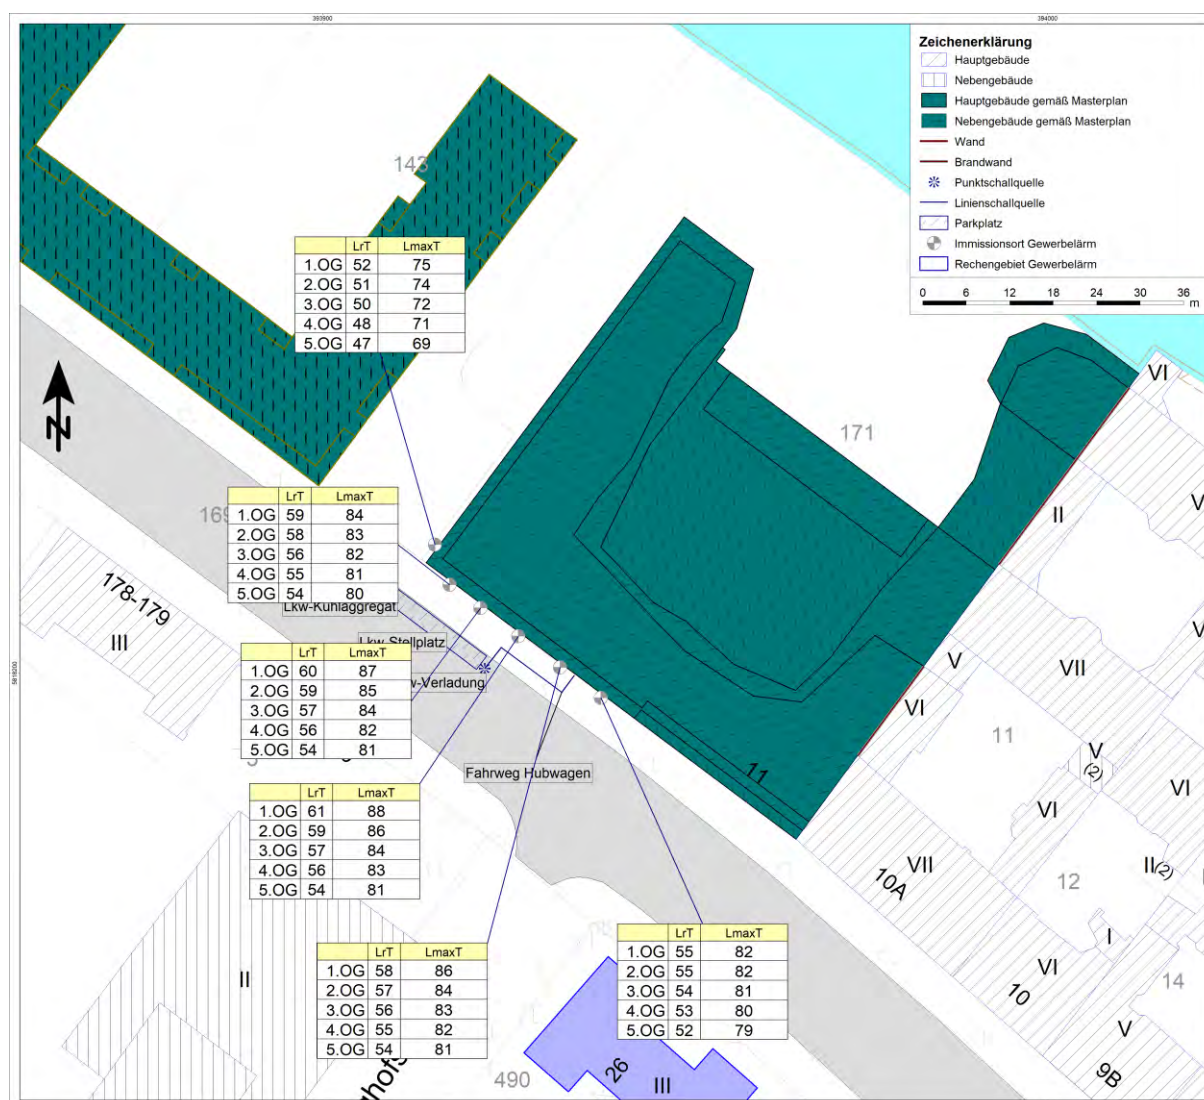 393900
394000
Zeichenerklärung
Hauptgebäude
Nebengebäude
Hauptgebäude gemäß Masterplan
Nebengebäude gemäß Masterplan
Wand
Brandwand
Punktschallquelle
Linienschallquelle
Parkplatz
Immissionsort Gewerbelärm
Rechengebiet Gewerbelärm
0 6 12 18 24 30 36
m
143
LrT LmaxT
1.OG 52 75
2.OG 51 74
3.OG 50 72
4.OG 48 71
5.OG 47 69
N
VI
171
V
II
LrT LmaxT
1.OG 59 84
2.OG 58 83
3.OG 56 82
4.OG 55 81
5.OG 54 80
169
178-179
III
Lkw-Kühlaggregat
Lkw-Stellplatz
w-Verladung
5819200
LrT LmaxT
1.OG 60 87
2.OG 59 85
3.OG 57 84
4.OG 56 82
5.OG 54 81
V
VII
V
VI
11
V
(2)
VI
Fahrweg Hubwagen
11
LrT LmaxT
1.OG 61 88
2.OG 59 86
3.OG 57 84
4.OG 56 83
5.OG 54 81
VI
VII
10A
12
II(2)
I
LrT LmaxT
1.OG 58 86
2.OG 57 84
3.OG 56 83
4.OG 55 82
5.OG 54 81
LrT LmaxT
1.OG 55 82
2.OG 55 82
3.OG 54 81
4.OG 53 80
5.OG 52 79
II
VI
10
14
V
9B
490
26
III